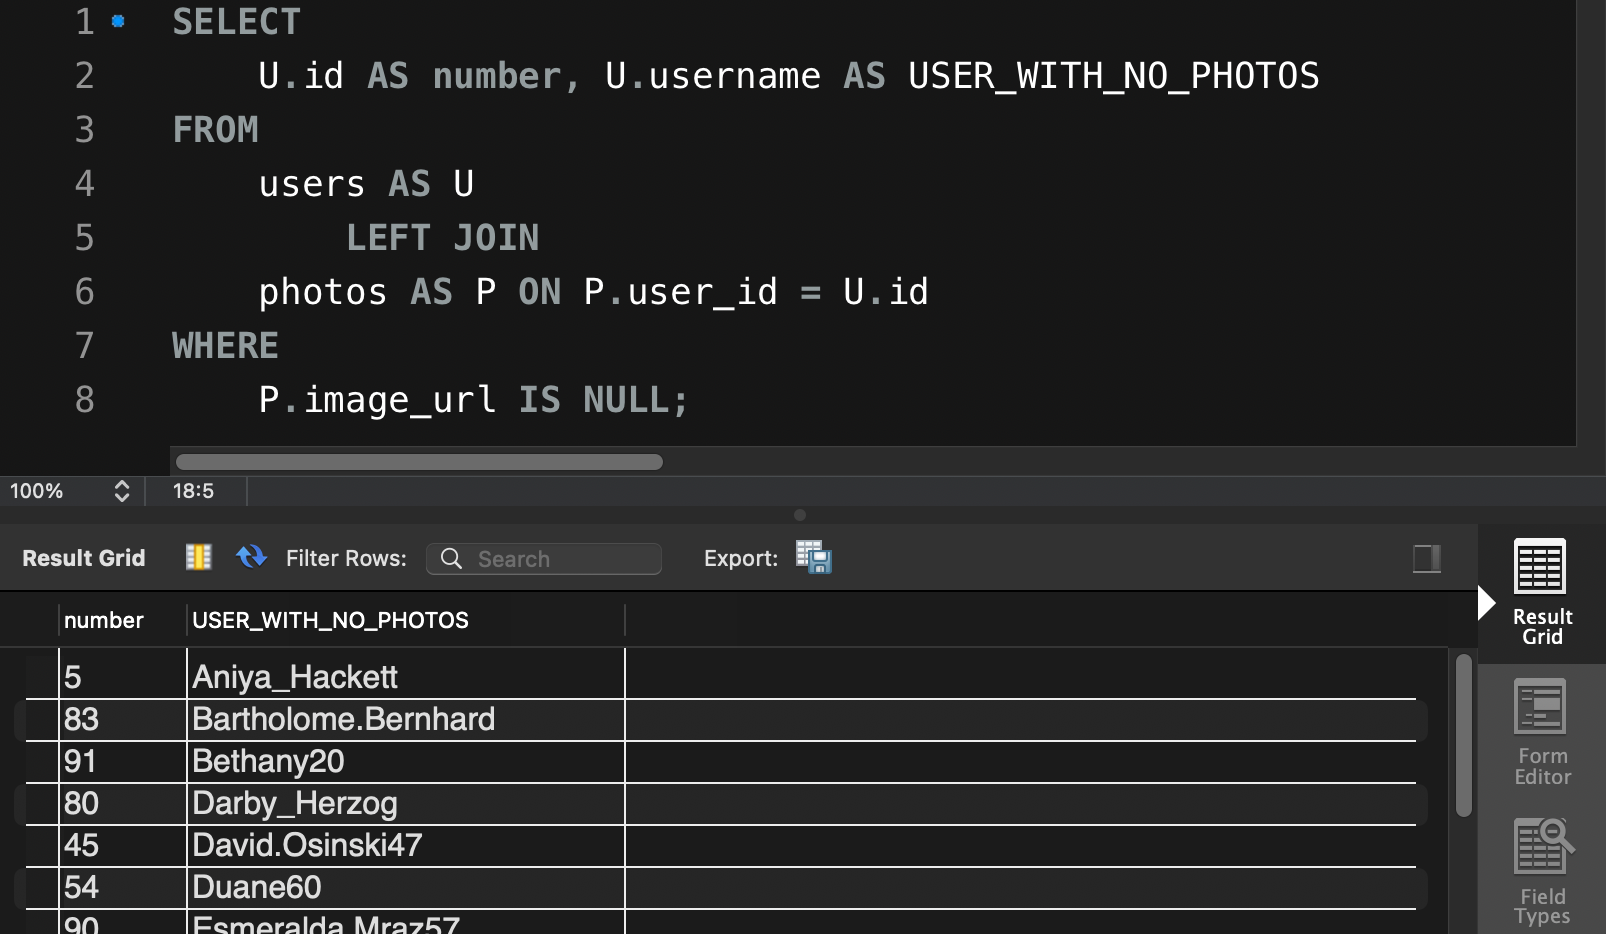 1 SELECT
2 U.id AS number, U.username AS USER_WITH_NO_PHOTOS
3 FROM
4 users AS U
5 LEFT JOIN
6 photos AS P ON P.user_id = U.id
7 WHERE
8 P.image_url IS NULL;
100% 18:5
Result Grid Filter Rows: Search Export:
number USER_WITH_NO_PHOTOS
5 Aniya_Hackett
83 Bartholome.Bernhard
91 Bethany20
80 Darby_Herzog
45 David.Osinski47
54 Duane60
90 Esmeralda.Mraz57
Result
Grid
Form
Editor
Field
Types